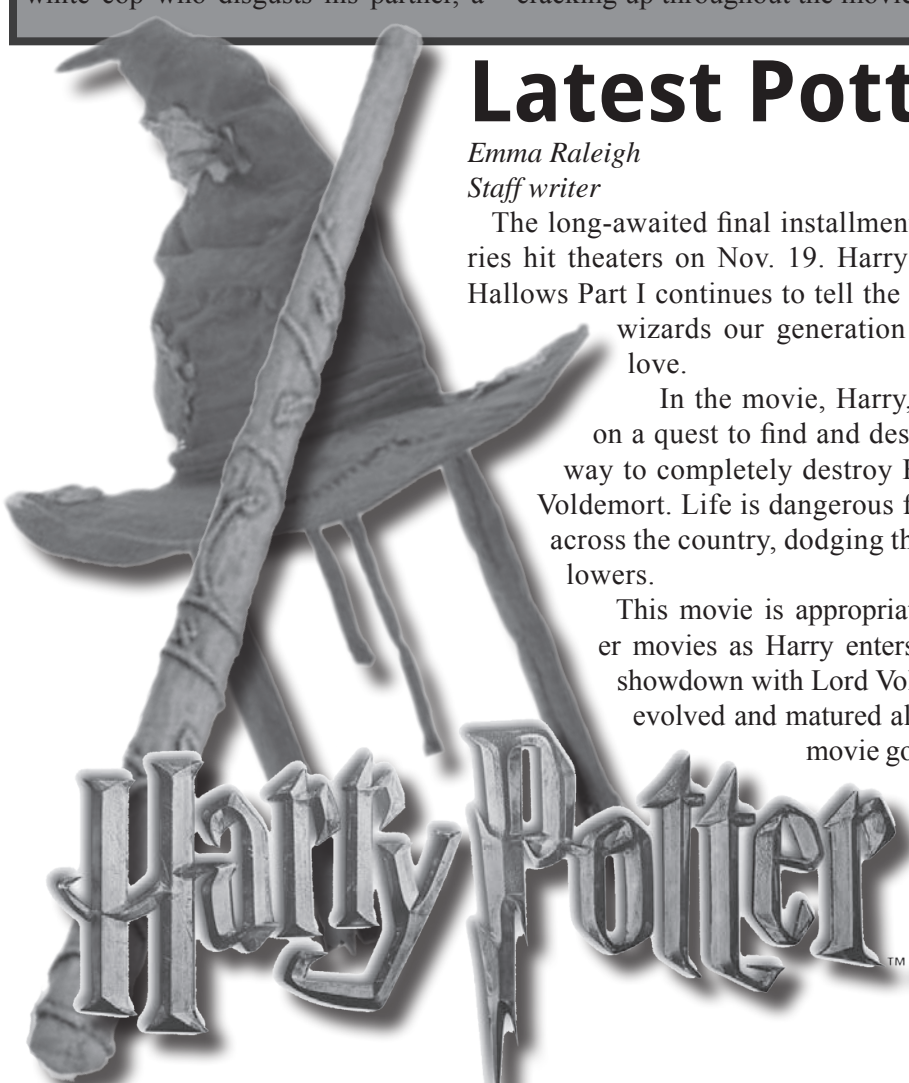 white cop who disgusts his partner, a cracking up throughout the movie
Latest Pott
Emma Raleigh
Staff writer
The long-awaited final installmen
ries hit theaters on Nov. 19. Harry
Hallows Part I continues to tell the
wizards our generation
love.
In the movie, Harry,
on a quest to find and des
way to completely destroy
Voldemort. Life is dangerous f
across the country, dodging th
lowers.
This movie is appropria
er movies as Harry enters
showdown with Lord Vol
evolved and matured al
movie go
Harry Potter
TM